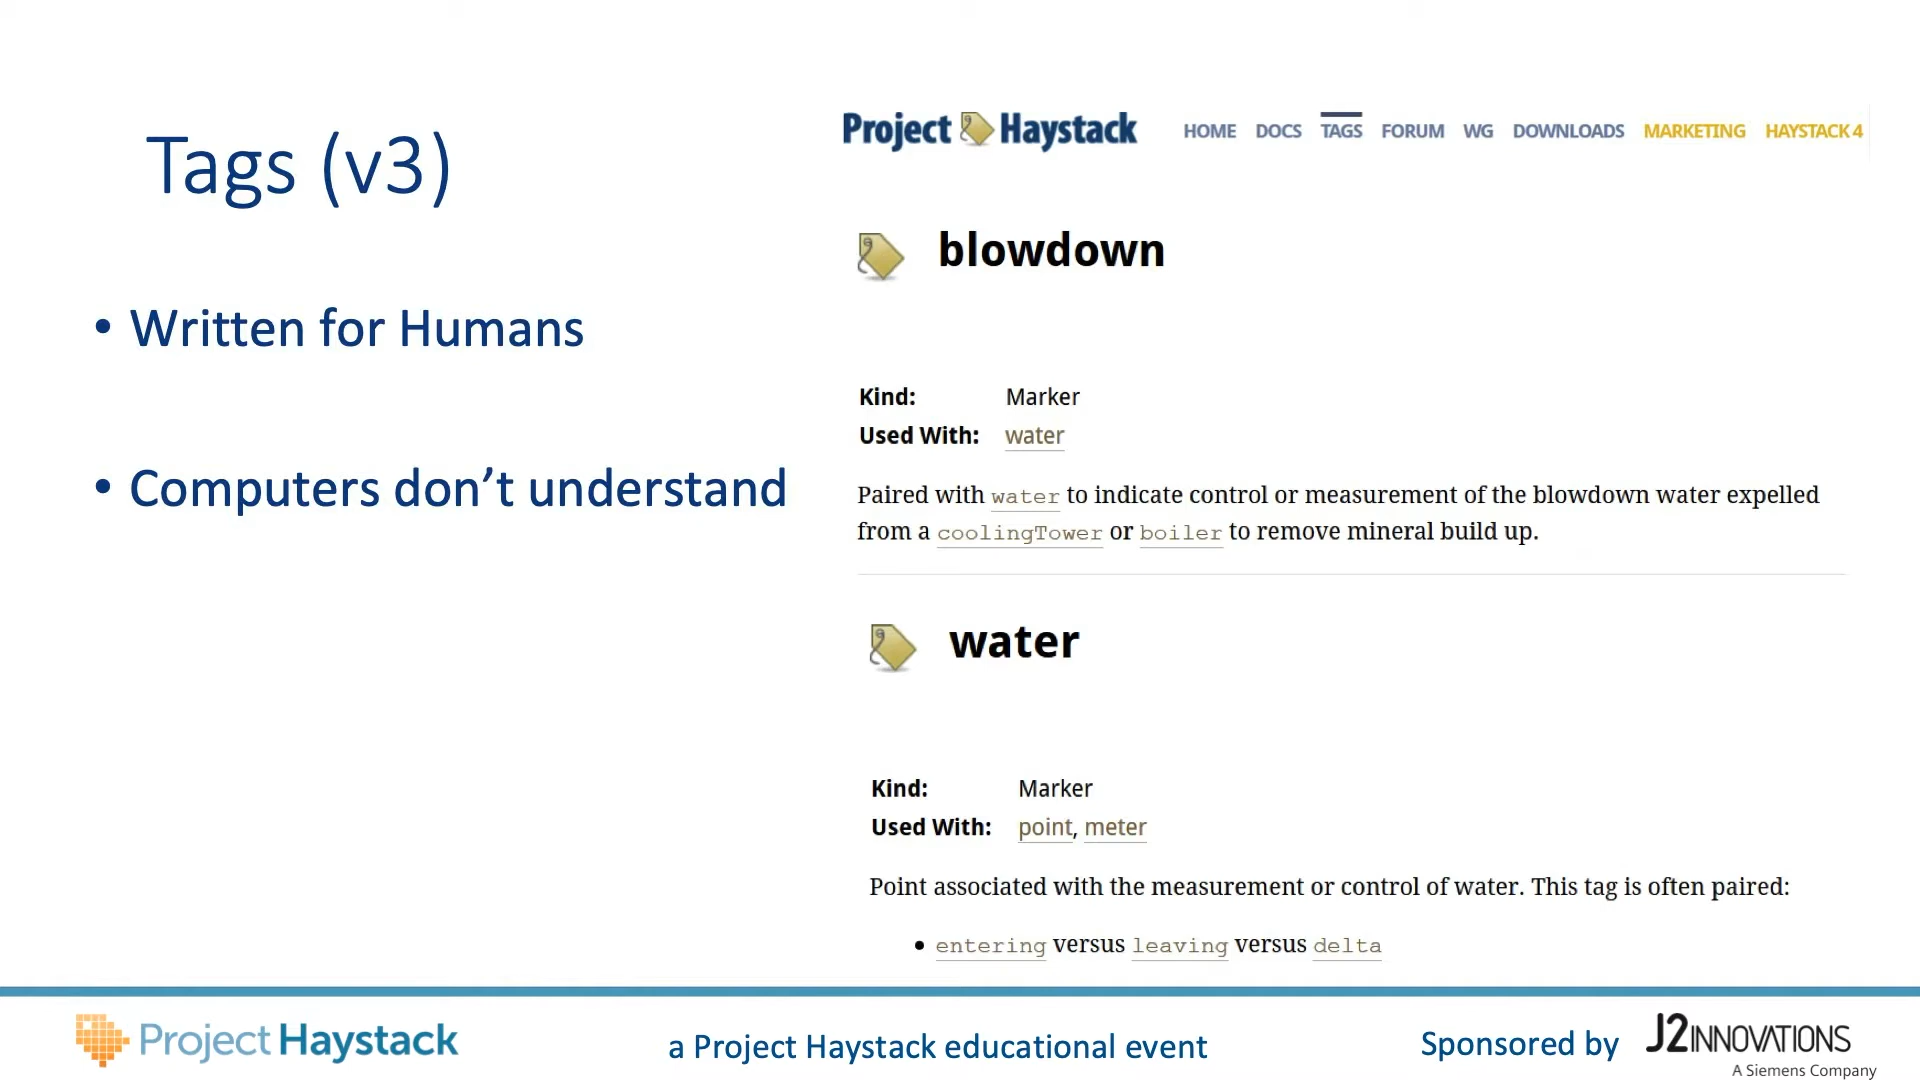 Tags (v3)
• Written for Humans
• Computers don’t understand
Project Haystack HOME DOCS TAGS FORUM WG DOWNLOADS MARKETING HAYSTACK 4
blowdown
Kind: Marker
Used With: water
Paired with water to indicate control or measurement of the blowdown water expelled
from a coolingTower or boiler to remove mineral build up.
water
Kind: Marker
Used With: point, meter
Point associated with the measurement or control of water. This tag is often paired:
• entering versus leaving versus delta
Project Haystack
a Project Haystack educational event
Sponsored by J2INNOVATIONS
A Siemens Company